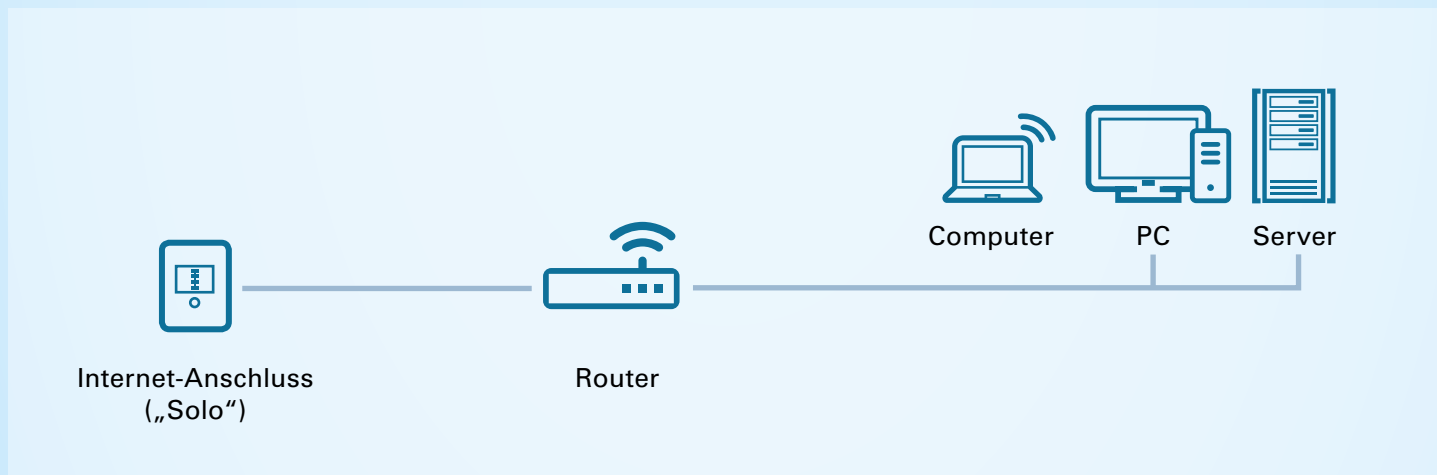 Computer
PC
Server
Internet-Anschluss
(„Solo“)
Router